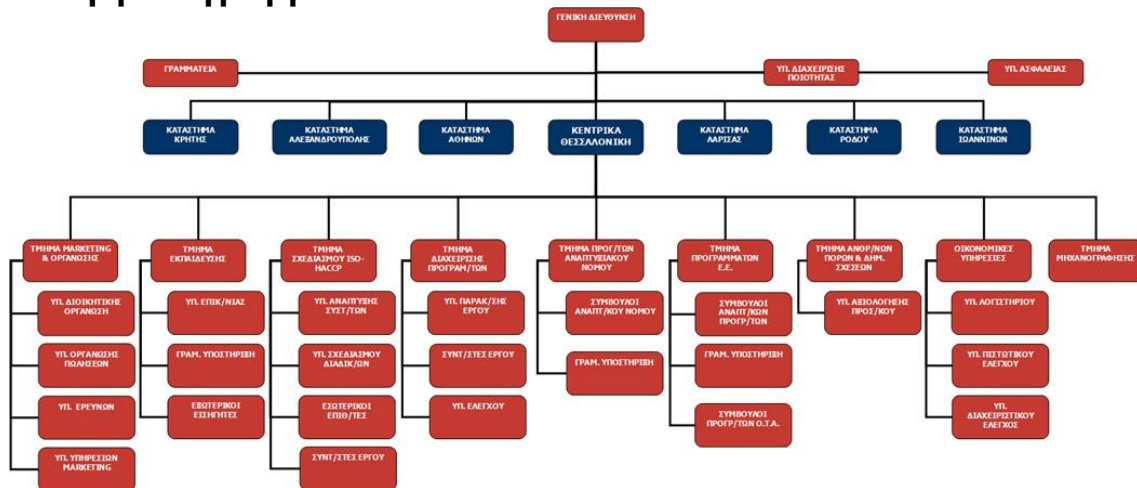 ΓΕΝΙΚΗ ΔΙΕΥΘΥΝΣΗ
ΓΡΑΜΜΑΤΕΙΑ
ΥΠ. ΔΙΑΧΕΙΡΙΣΗΣ
ΠΟΙΟΤΗΤΑΣ
ΥΠ. ΑΣΦΑΛΕΙΑΣ
ΚΑΤΑΣΤΗΜΑ
ΚΡΗΤΗΣ
ΚΑΤΑΣΤΗΜΑ
ΑΛΕΞΑΝΔΡΟΥΠΟΛΗΣ
ΚΑΤΑΣΤΗΜΑ
ΑΘΗΝΩΝ
ΚΕΝΤΡΙΚΑ
ΘΕΣΣΑΛΟΝΙΚΗ
ΚΑΤΑΣΤΗΜΑ
ΛΑΡΙΣΑΣ
ΚΑΤΑΣΤΗΜΑ
ΡΟΔΟΥ
ΚΑΤΑΣΤΗΜΑ
ΙΩΑΝΝΙΝΩΝ
ΤΜΗΜΑ MARKETING
& ΟΡΓΑΝΩΣΗΣ
ΥΠ. ΔΙΟΙΚΗΤΙΚΗΣ
ΟΡΓΑΝΩΣΗ
ΥΠ. ΟΡΓΑΝΩΣΗΣ
ΠΩΛΗΣΕΩΝ
ΥΠ. ΕΡΕΥΝΩΝ
ΥΠ. ΥΠΗΡΕΣΙΩΝ
MARKETING
ΤΜΗΜΑ
ΕΚΠΑΙΔΕΥΣΗΣ
ΥΠ. ΕΠΙΚ/ΝΙΑΣ
ΓΡΑΜ. ΥΠΟΣΤΗΡΙΞΗ
ΕΞΩΤΕΡΙΚΟΙ
ΕΙΣΗΓΗΤΕΣ
ΤΜΗΜΑ
ΣΧΕΔΙΑΣΜΟΥ ISO-
HACCP
ΥΠ. ΑΝΑΠΤΥΞΗΣ
ΣΥΣΤ/ΤΩΝ
ΥΠ. ΣΧΕΔΙΑΣΜΟΥ
ΔΙΑΔΙΚ/ΩΝ
ΕΣΩΤΕΡΙΚΟΙ
ΕΠΙΘ/ΤΕΣ
ΣΥΝΤ/ΣΤΕΣ ΕΡΓΟΥ
ΤΜΗΜΑ
ΔΙΑΧΕΙΡΙΣΗΣ
ΠΡΟΓΡΑΜ/ΤΩΝ
ΥΠ. ΠΑΡΑΚ/ΣΗΣ
ΕΡΓΟΥ
ΣΥΝΤ/ΣΤΕΣ ΕΡΓΟΥ
ΥΠ. ΕΛΕΓΧΟΥ
ΤΜΗΜΑ ΠΡΟΓ/ΤΩΝ
ΑΝΑΠΤΥΞΙΑΚΟΥ
ΝΟΜΟΥ
ΣΥΜΒΟΥΛΟΙ
ΑΝΑΠΤ/ΚΟΥ ΝΟΜΟΥ
ΓΡΑΜ. ΥΠΟΣΤΗΡΙΞΗ
ΤΜΗΜΑ
ΠΡΟΓΡΑΜΜΑΤΩΝ
Ε.Ε.
ΣΥΜΒΟΥΛΟΙ
ΑΝΑΠΤ/ΚΩΝ
ΠΡΟΓΡ/ΤΩΝ
ΓΡΑΜ. ΥΠΟΣΤΗΡΙΞΗ
ΣΥΜΒΟΥΛΟΙ
ΠΡΟΓΡ/ΤΩΝ Ο.Τ.Α.
ΤΜΗΜΑ ΑΝΘΡ/ΝΩΝ
ΠΟΡΩΝ & ΔΗΜ.
ΣΧΕΣΕΩΝ
ΥΠ. ΑΞΙΟΛΟΓΗΣΗΣ
ΠΡΟΣ/ΚΟΥ
ΟΙΚΟΝΟΜΙΚΕΣ
ΥΠΗΡΕΣΙΕΣ
ΥΠ. ΛΟΓΙΣΤΗΡΙΟΥ
ΥΠ. ΠΙΣΤΩΤΙΚΟΥ
ΕΛΕΓΧΟΥ
ΥΠ.
ΔΙΑΧΕΙΡΙΣΤΙΚΟΥ
ΕΛΕΓΧΟΣ
ΤΜΗΜΑ
ΜΗΧΑΝΟΓΡΑΦΗΣΗΣ